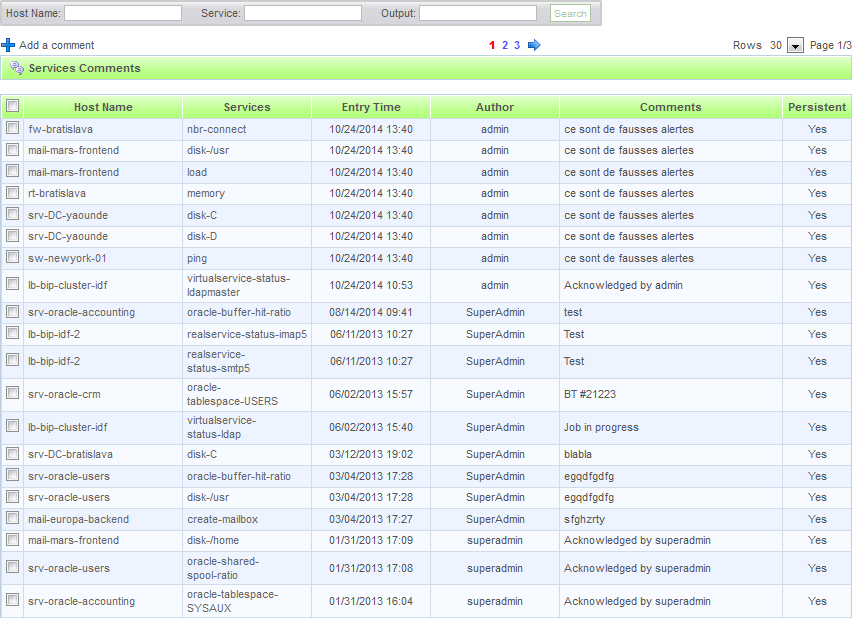 Host Name: Service: Output: Search
Add a comment 1 2 3 Rows 30 Page 1/3
Services Comments
Host Name Services Entry Time Author Comments Persistent
fw-bratislava nbr-connect 10/24/2014 13:40 admin ce sont de fausses alertes Yes
mail-mars-frontend disk-/usr 10/24/2014 13:40 admin ce sont de fausses alertes Yes
mail-mars-frontend load 10/24/2014 13:40 admin ce sont de fausses alertes Yes
rt-bratislava memory 10/24/2014 13:40 admin ce sont de fausses alertes Yes
srv-DC-yaounde disk-C 10/24/2014 13:40 admin ce sont de fausses alertes Yes
srv-DC-yaounde disk-D 10/24/2014 13:40 admin ce sont de fausses alertes Yes
sw-newyork-01 ping 10/24/2014 13:40 admin ce sont de fausses alertes Yes
lb-bip-cluster-idf virtualservice-status-
ldapmaster 10/24/2014 10:53 admin Acknowledged by admin Yes
srv-oracle-accounting oracle-buffer-hit-ratio 08/14/2014 09:41 SuperAdmin test Yes
lb-bip-idf-2 realservice-status-imap5 06/11/2013 10:27 SuperAdmin Test Yes
lb-bip-idf-2 realservice-
status-smtp5 06/11/2013 10:27 SuperAdmin Test Yes
srv-oracle-crm oracle-
tablespace-USERS 06/02/2013 15:57 SuperAdmin BT #21223 Yes
lb-bip-cluster-idf virtualservice-
status-ldap 06/02/2013 15:40 SuperAdmin Job in progress Yes
srv-DC-bratislava disk-C 03/12/2013 19:02 SuperAdmin blabla Yes
srv-oracle-users oracle-buffer-hit-ratio 03/04/2013 17:28 SuperAdmin egqdfgdfg Yes
srv-oracle-users disk-/usr 03/04/2013 17:28 SuperAdmin egqdfgdfg Yes
mail-europa-backend create-mailbox 03/04/2013 17:27 SuperAdmin sfghzrty Yes
mail-mars-frontend disk-/home 01/31/2013 17:09 superadmin Acknowledged by superadmin Yes
srv-oracle-users oracle-shared-
spool-ratio 01/31/2013 17:08 superadmin Acknowledged by superadmin Yes
srv-oracle-accounting oracle-tablespace-
SYSAUX 01/31/2013 16:04 superadmin Acknowledged by superadmin Yes